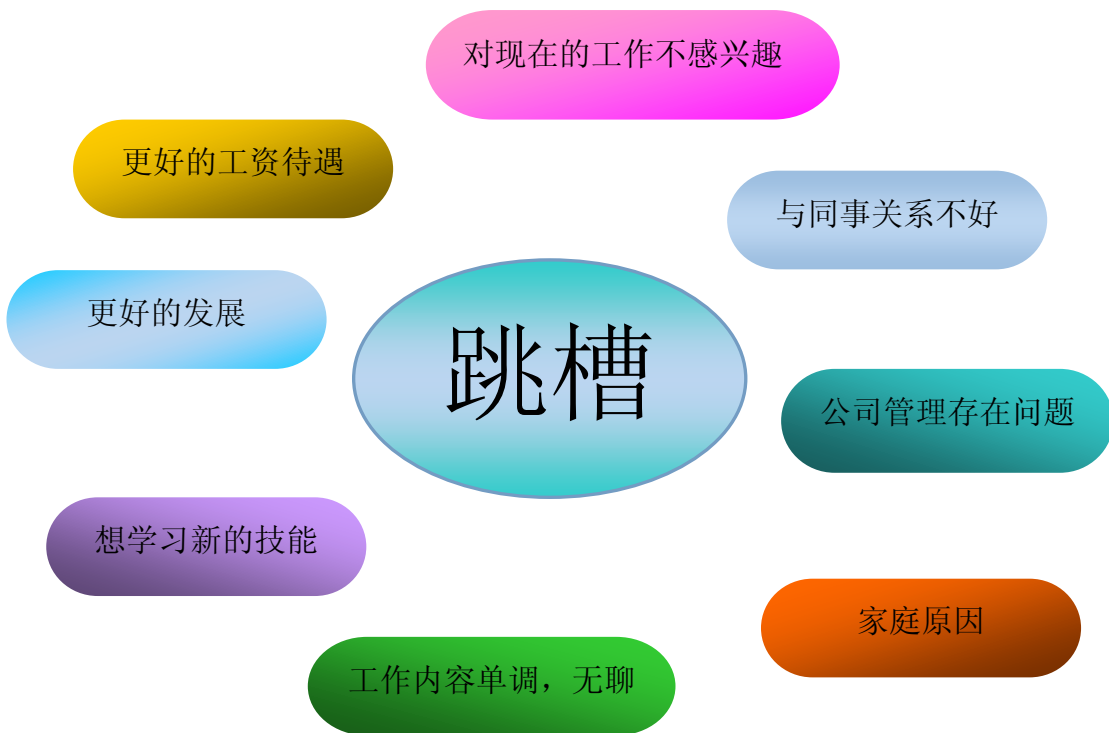 对现在的工作不感兴趣
更好的工资待遇
与同事关系不好
更好的发展
跳槽
公司管理存在问题
想学习新的技能
家庭原因
工作内容单调，无聊